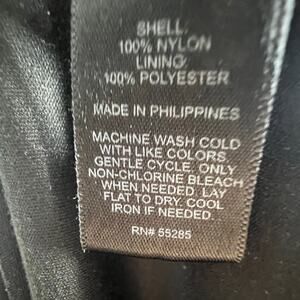 SHELL:
100% NYLON
LINING:
100% POLYESTER
MADE IN PHILIPPINES
MACHINE WASH COLD
WITH LIKE COLORS.
GENTLE CYCLE. ONLY
NON-CHLORINE BLEACH
WHEN NEEDED. LAY
FLAT TO DRY. COOL
IRON IF NEEDED.
RN# 55285